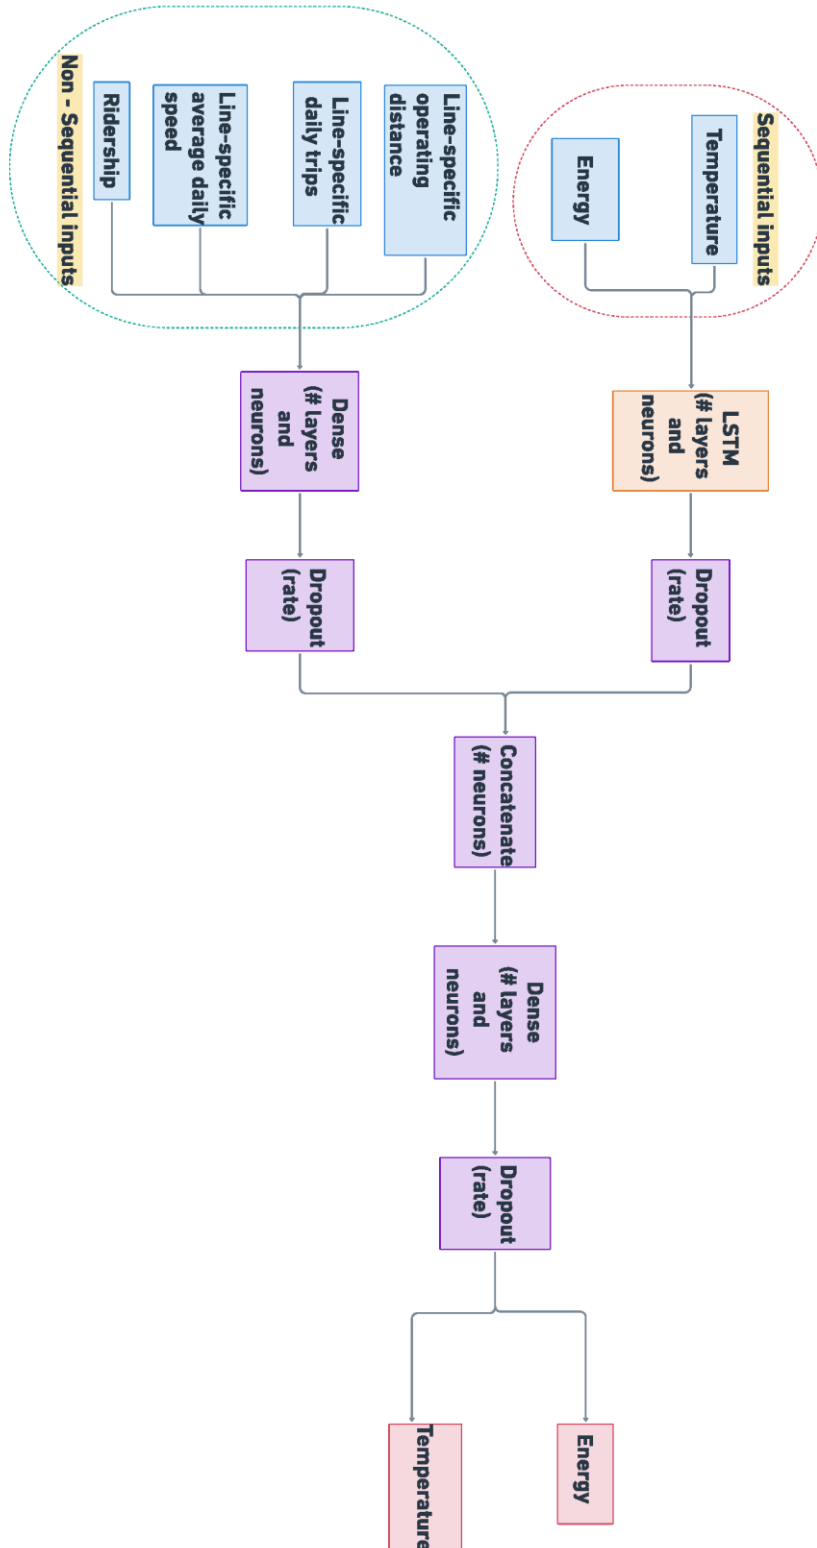 Sequential inputs
Temperature
Energy
Line-specific
operating
distance
Line-specific
daily trips
Line-specific
average daily
speed
Ridership
Non - Sequential inputs
LSTM
(# layers
and
neurons)
Dense
(# layers
and
neurons)
Dropout
(rate)
Dropout
(rate)
Concatenate
(# neurons)
Dense
(# layers
and
neurons)
Dropout
(rate)
Energy
Temperature